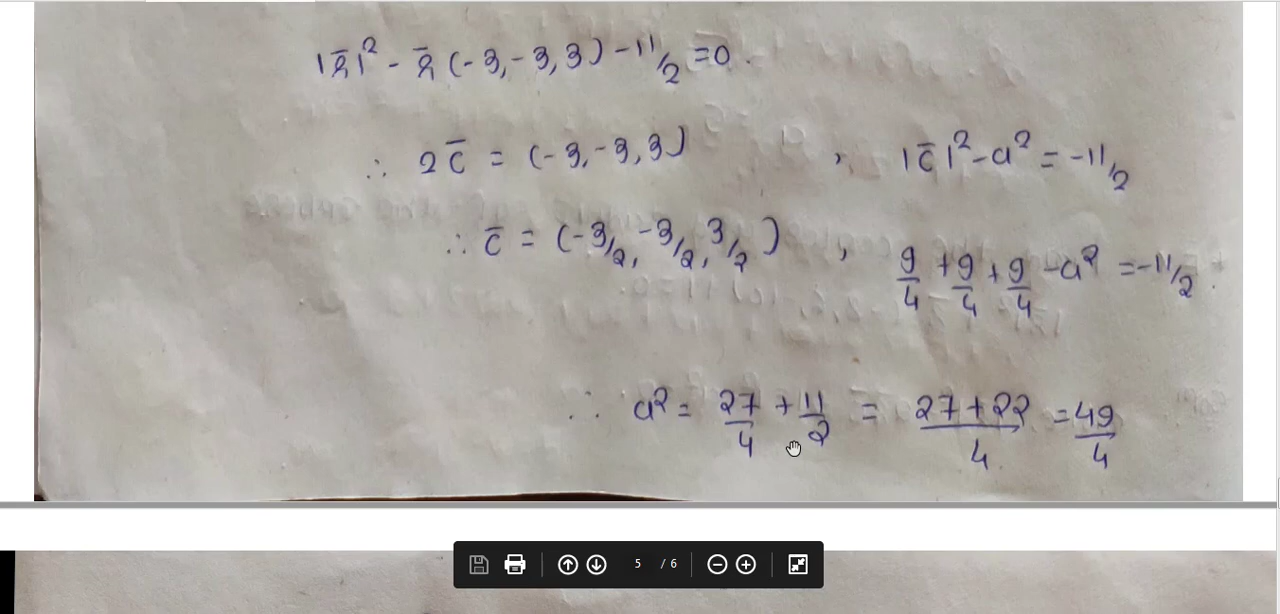 |r̄|² - r̄ (-3,-3,3) - 11/2 = 0.
∴ 2c̄ = (-3,-3,3) , |c̄|² - a² = -11/2
∴ c̄ = (-3/2, -3/2, 3/2) , 9/4 + 9/4 + 9/4 - a² = -11/2.
∴ a² = 27/4 + 11/2 = 27+22/4 = 49/4
5 / 6